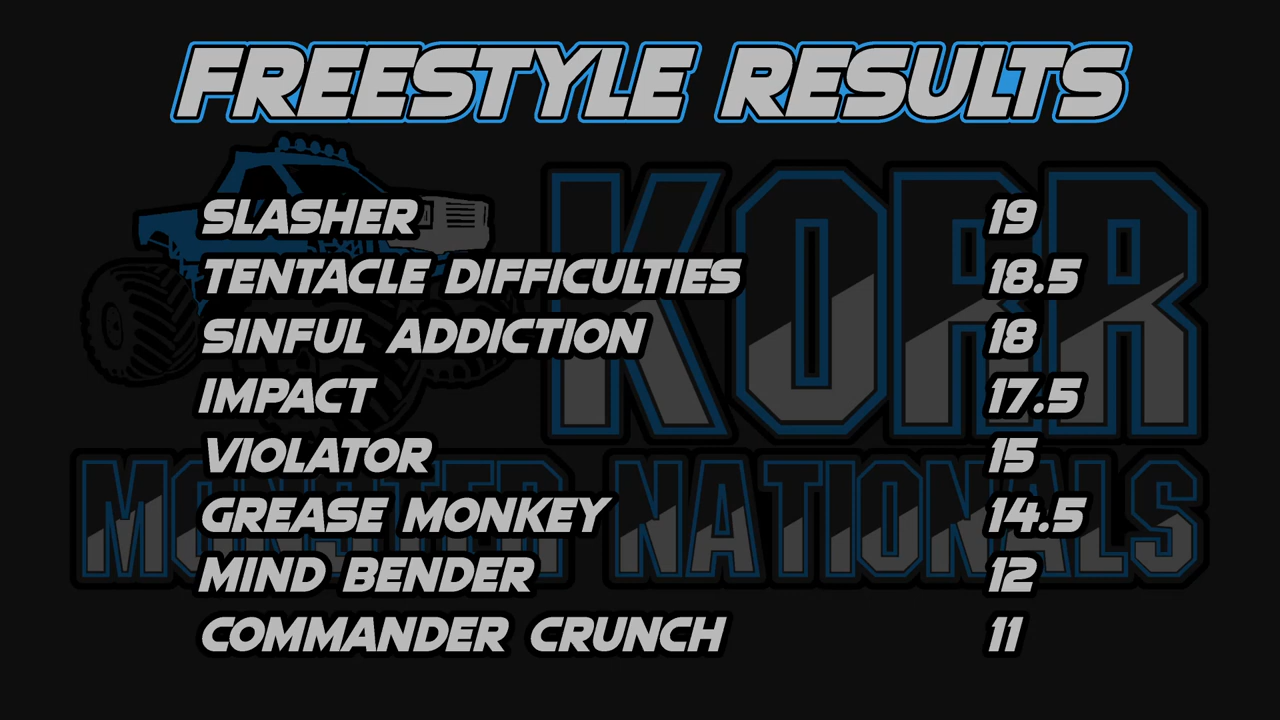 FREESTYLE RESULTS
KORR
MONSTER NATIONALS
SLASHER 19
TENTACLE DIFFICULTIES 18.5
SINFUL ADDICTION 18
IMPACT 17.5
VIOLATOR 15
GREASE MONKEY 14.5
MIND BENDER 12
COMMANDER CRUNCH 11